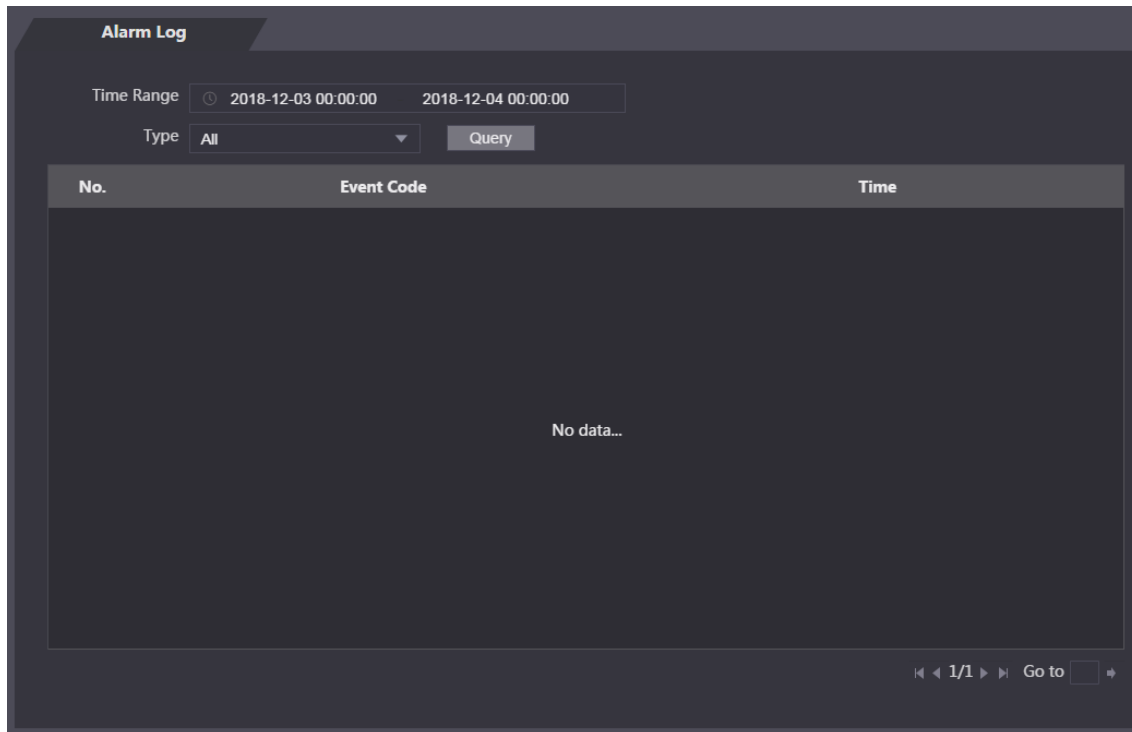 Alarm Log
Time Range 2018-12-03 00:00:00 2018-12-04 00:00:00
Type All Query
No. Event Code Time
No data...
1/1 Go to